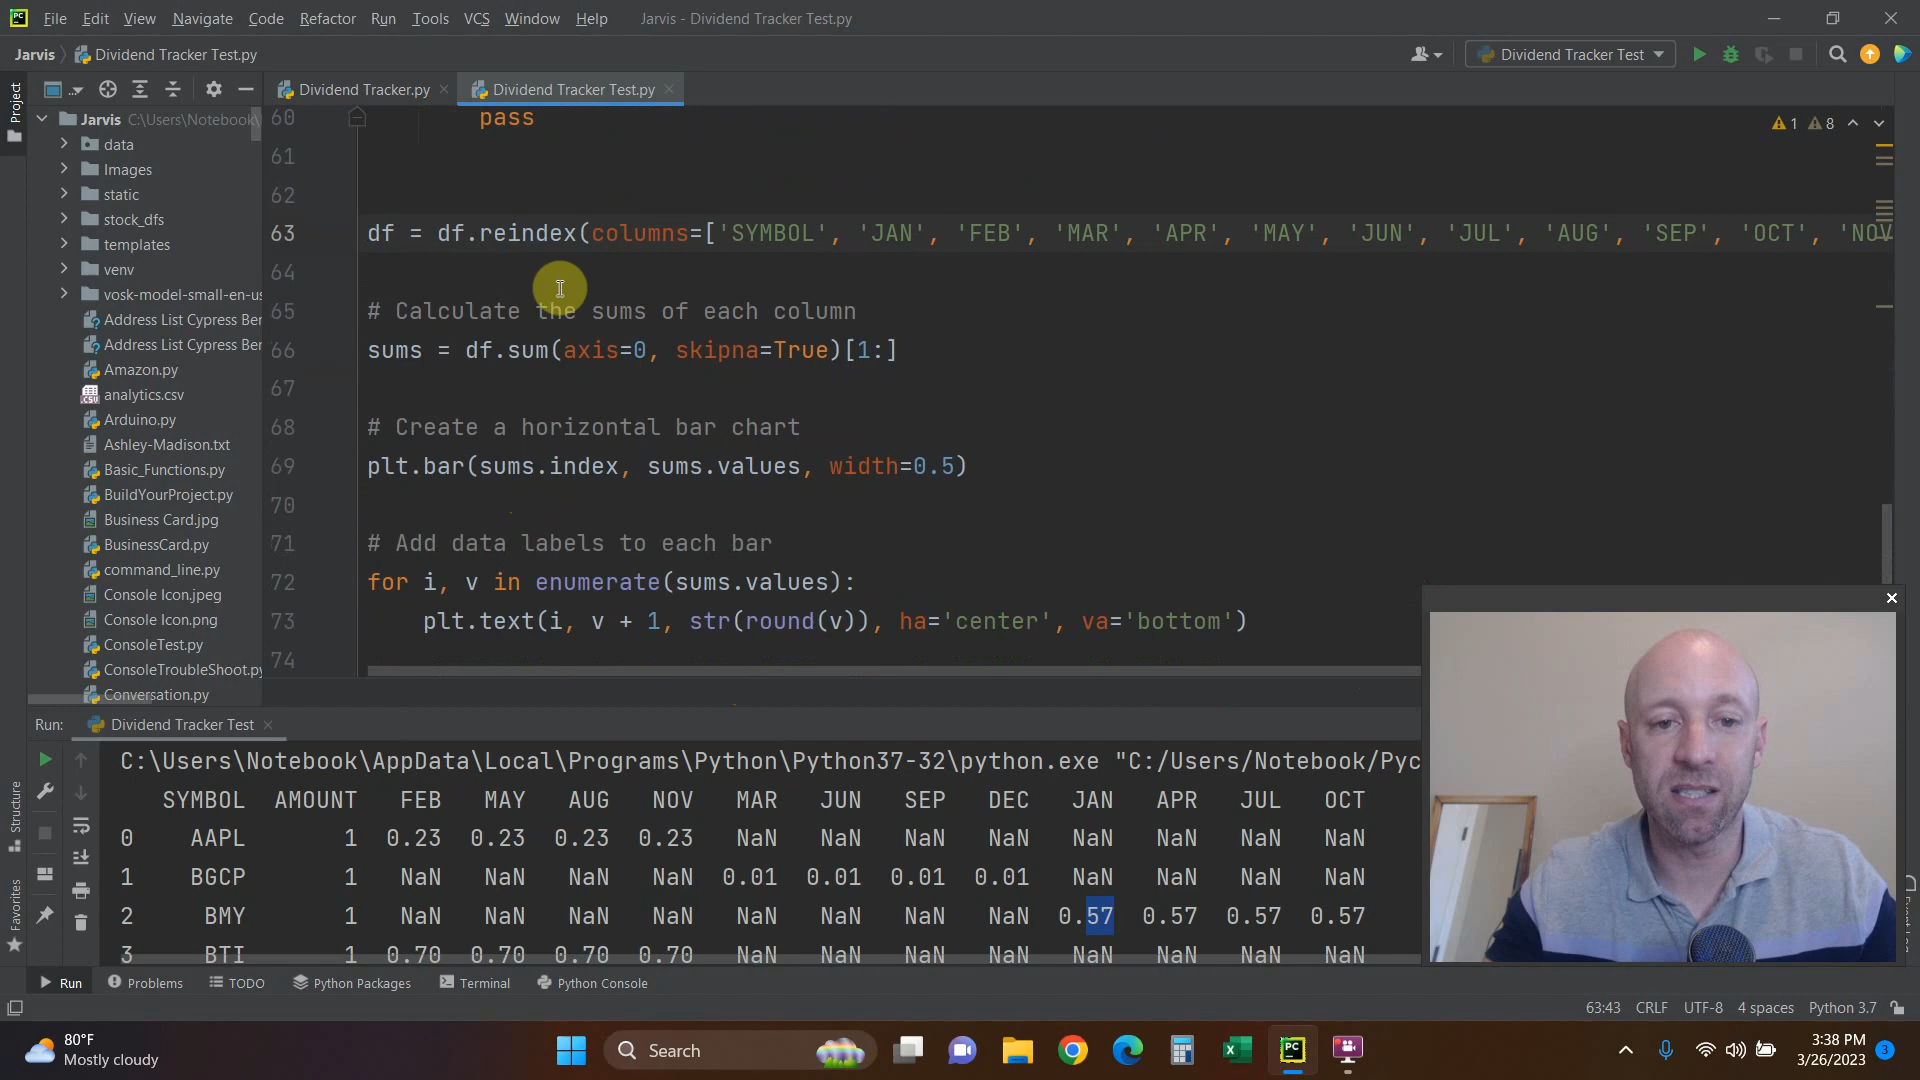 PC File Edit View Navigate Code Refactor Run Tools VCS Window Help Jarvis - Dividend Tracker Test.py
Jarvis Dividend Tracker Test.py Dividend Tracker Test
Project
Dividend Tracker.py Dividend Tracker Test.py
Jarvis C:\Users\Notebook\
data
Images
static
stock_dfs
templates
venv
vosk-model-small-en-us
Address List Cypress Ber
Address List Cypress Ber
Amazon.py
analytics.csv
Arduino.py
Ashley-Madison.txt
Basic_Functions.py
BuildYourProject.py
Business Card.jpg
BusinessCard.py
command_line.py
Console Icon.jpeg
Console Icon.png
ConsoleTest.py
ConsoleTroubleShoot.py
Conversation.py
60 pass
1 8
61
62
63 df = df.reindex(columns=['SYMBOL', 'JAN', 'FEB', 'MAR', 'APR', 'MAY', 'JUN', 'JUL', 'AUG', 'SEP', 'OCT', 'NOV
64
65 # Calculate the sums of each column
66 sums = df.sum(axis=0, skipna=True)[1:]
67
68 # Create a horizontal bar chart
69 plt.bar(sums.index, sums.values, width=0.5)
70
71 # Add data labels to each bar
72 for i, v in enumerate(sums.values):
73 plt.text(i, v + 1, str(round(v)), ha='center', va='bottom')
74
Run: Dividend Tracker Test
C:\Users\Notebook\AppData\Local\Programs\Python\Python37-32\python.exe "C:/Users/Notebook/Pyc
SYMBOL AMOUNT FEB MAY AUG NOV MAR JUN SEP DEC JAN APR JUL OCT
0 AAPL 1 0.23 0.23 0.23 0.23 NaN NaN NaN NaN NaN NaN NaN NaN
1 BGCP 1 NaN NaN NaN NaN 0.01 0.01 0.01 0.01 NaN NaN NaN NaN
2 BMY 1 NaN NaN NaN NaN NaN NaN NaN NaN 0.57 0.57 0.57 0.57
3 BTI 1 0.70 0.70 0.70 0.70 NaN NaN NaN NaN NaN NaN NaN NaN
Structure
Favorites
Run Problems TODO Python Packages Terminal Python Console
63:43 CRLF UTF-8 4 spaces Python 3.7
80°F
Mostly cloudy
Search
PC
3:38 PM
3/26/2023
3